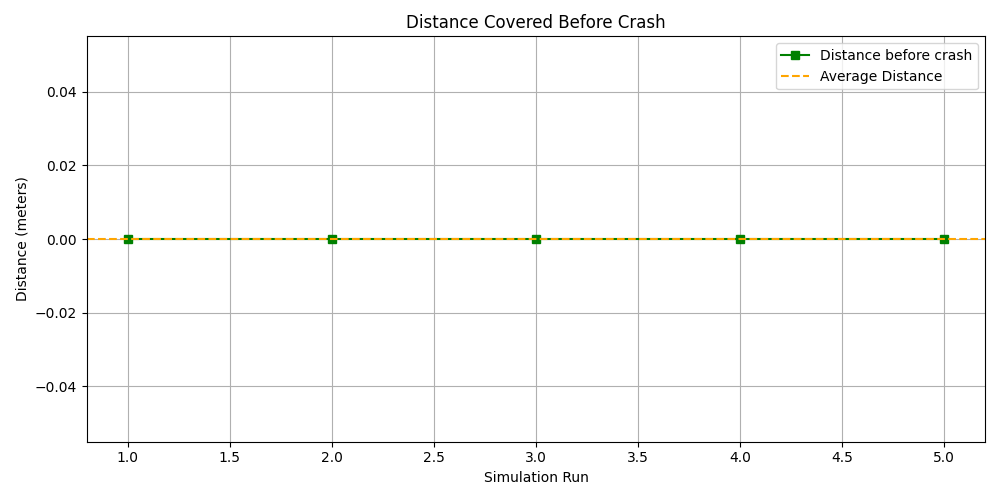 Distance Covered Before Crash
Distance before crash
Average Distance
0.04
0.02
0.00
−0.02
−0.04
Distance (meters)
1.0 1.5 2.0 2.5 3.0 3.5 4.0 4.5 5.0
Simulation Run